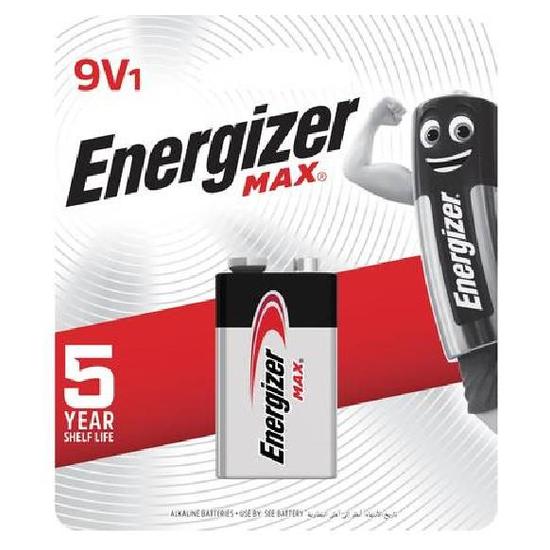 9V1
Energizer
MAX®
Energizer
5
YEAR
SHELF LIFE
Energizer
MAX®
ALKALINE BATTERIES • USE BY: SEE BATTERY